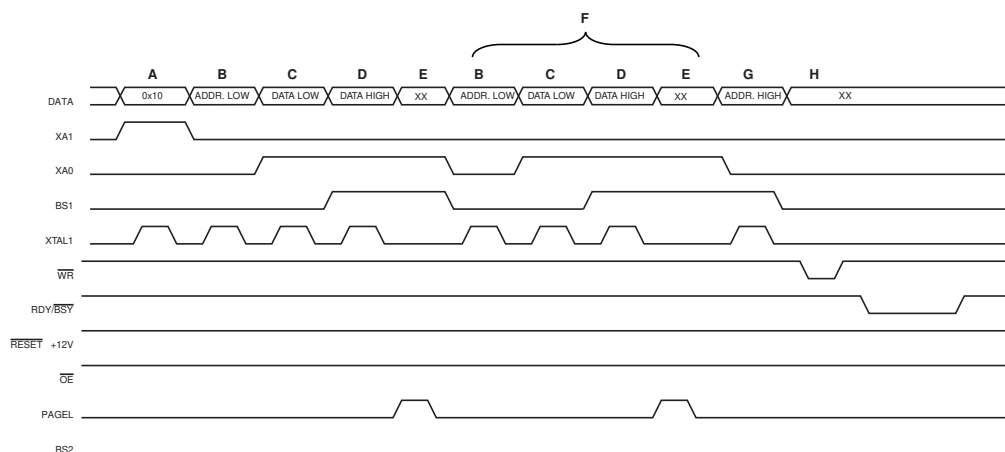 F
A B C D E B C D E G H
DATA 0x10 ADDR. LOW DATA LOW DATA HIGH XX ADDR. LOW DATA LOW DATA HIGH XX ADDR. HIGH XX
XA1
XA0
BS1
XTAL1
WR
RDY/BSY
RESET +12V
OE
PAGEL
BS2